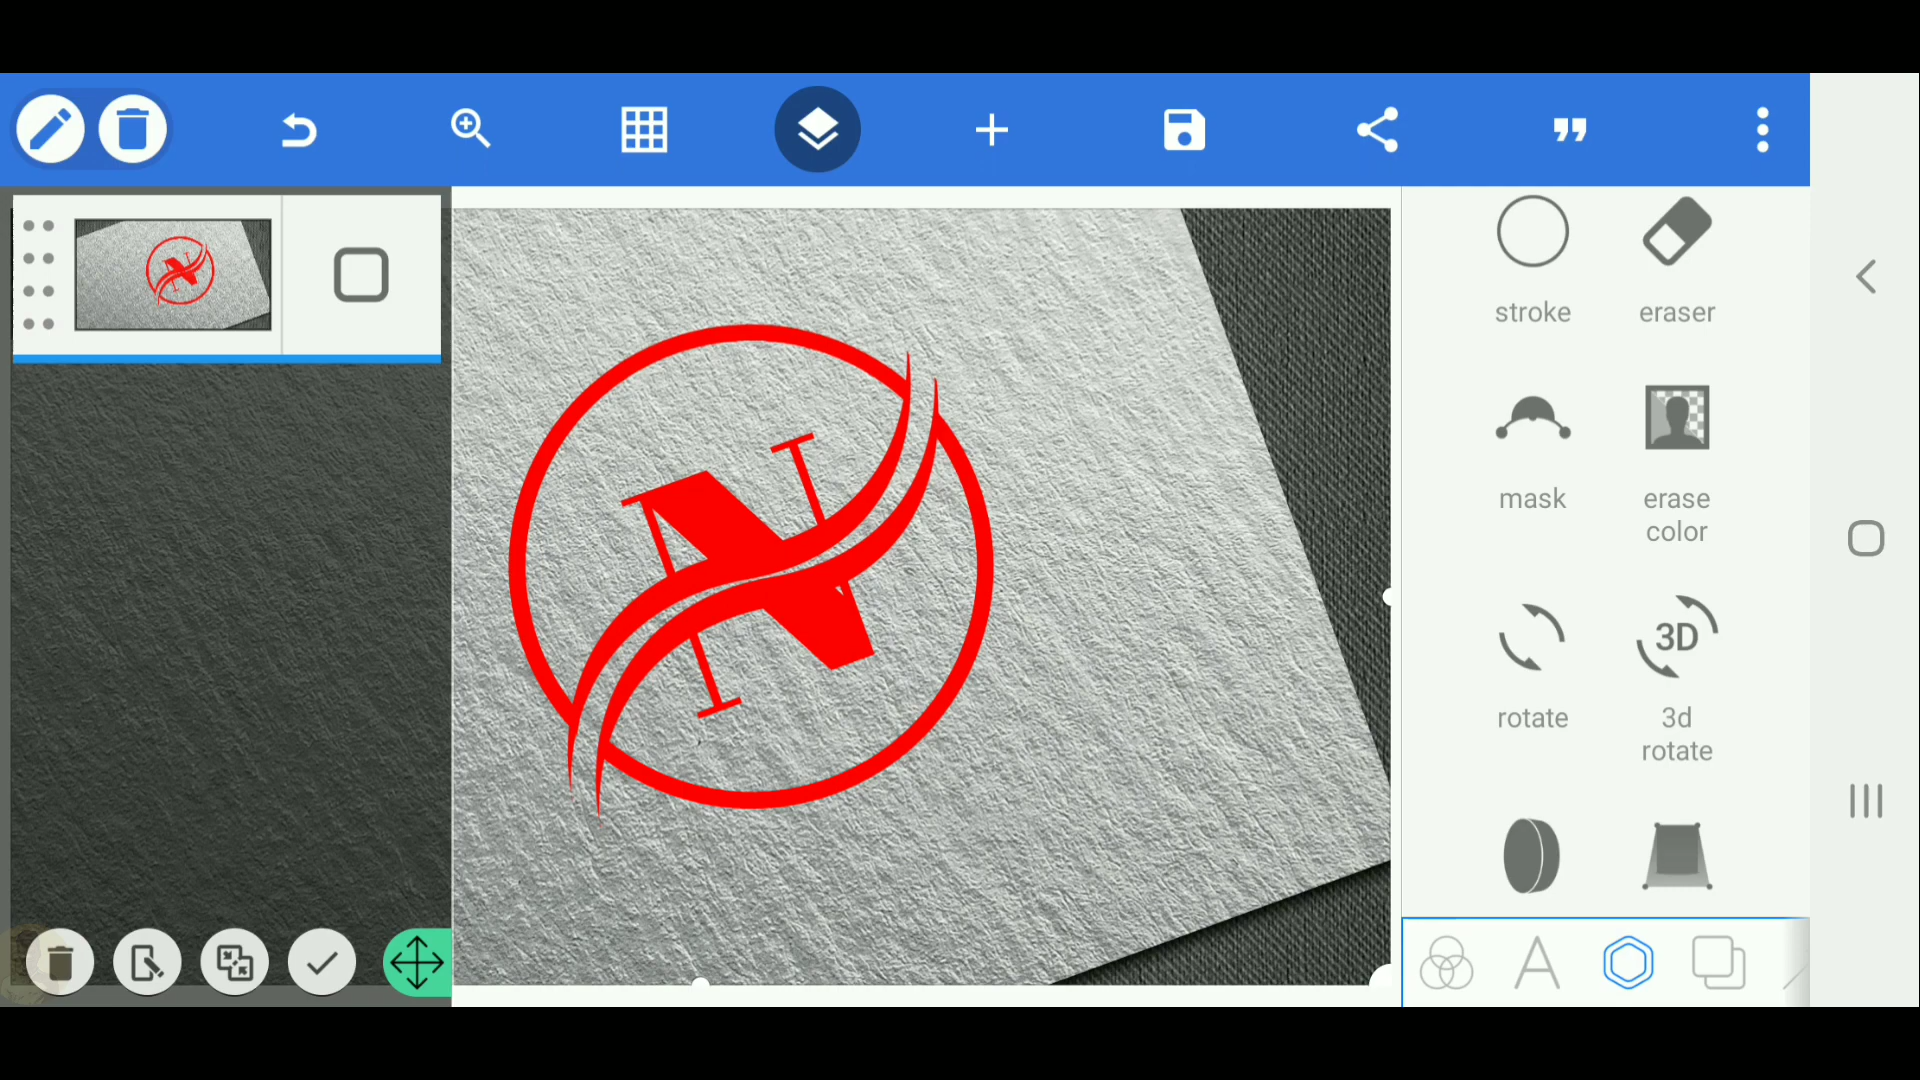 stroke
eraser
mask
erase
color
3D
rotate
3d
rotate
A
N